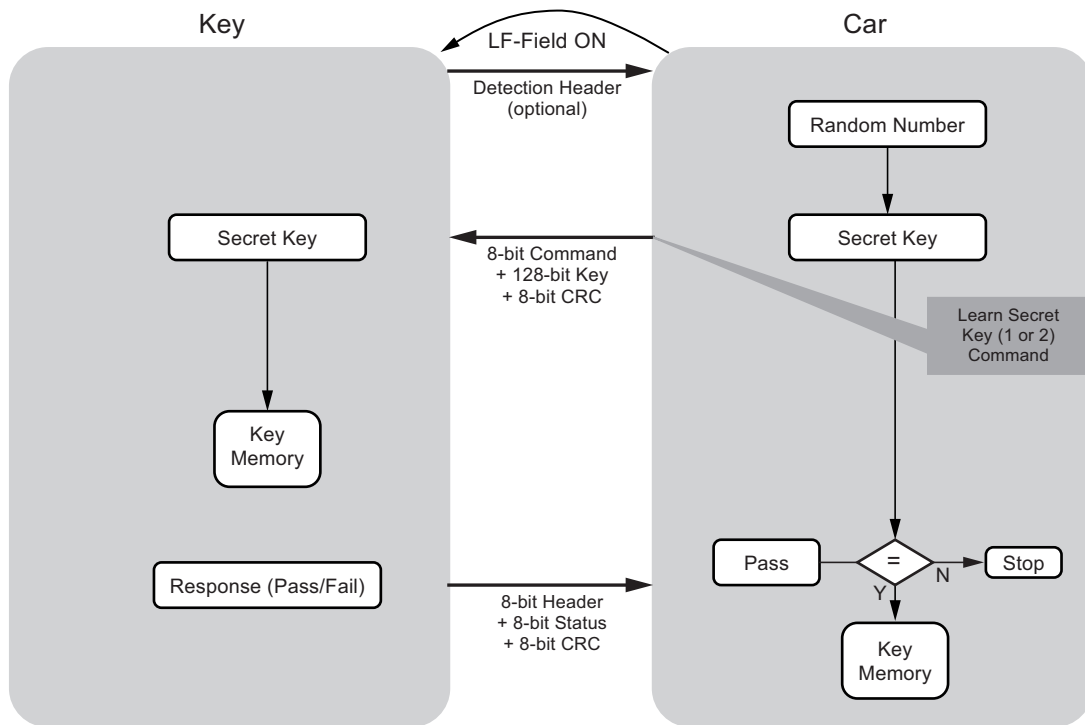 Key
Car
LF-Field ON
Detection Header
(optional)
Random Number
Secret Key
Secret Key
8-bit Command
+ 128-bit Key
+ 8-bit CRC
Learn Secret
Key (1 or 2)
Command
Key
Memory
Pass
=
N
Stop
Y
Response (Pass/Fail)
8-bit Header
+ 8-bit Status
+ 8-bit CRC
Key
Memory